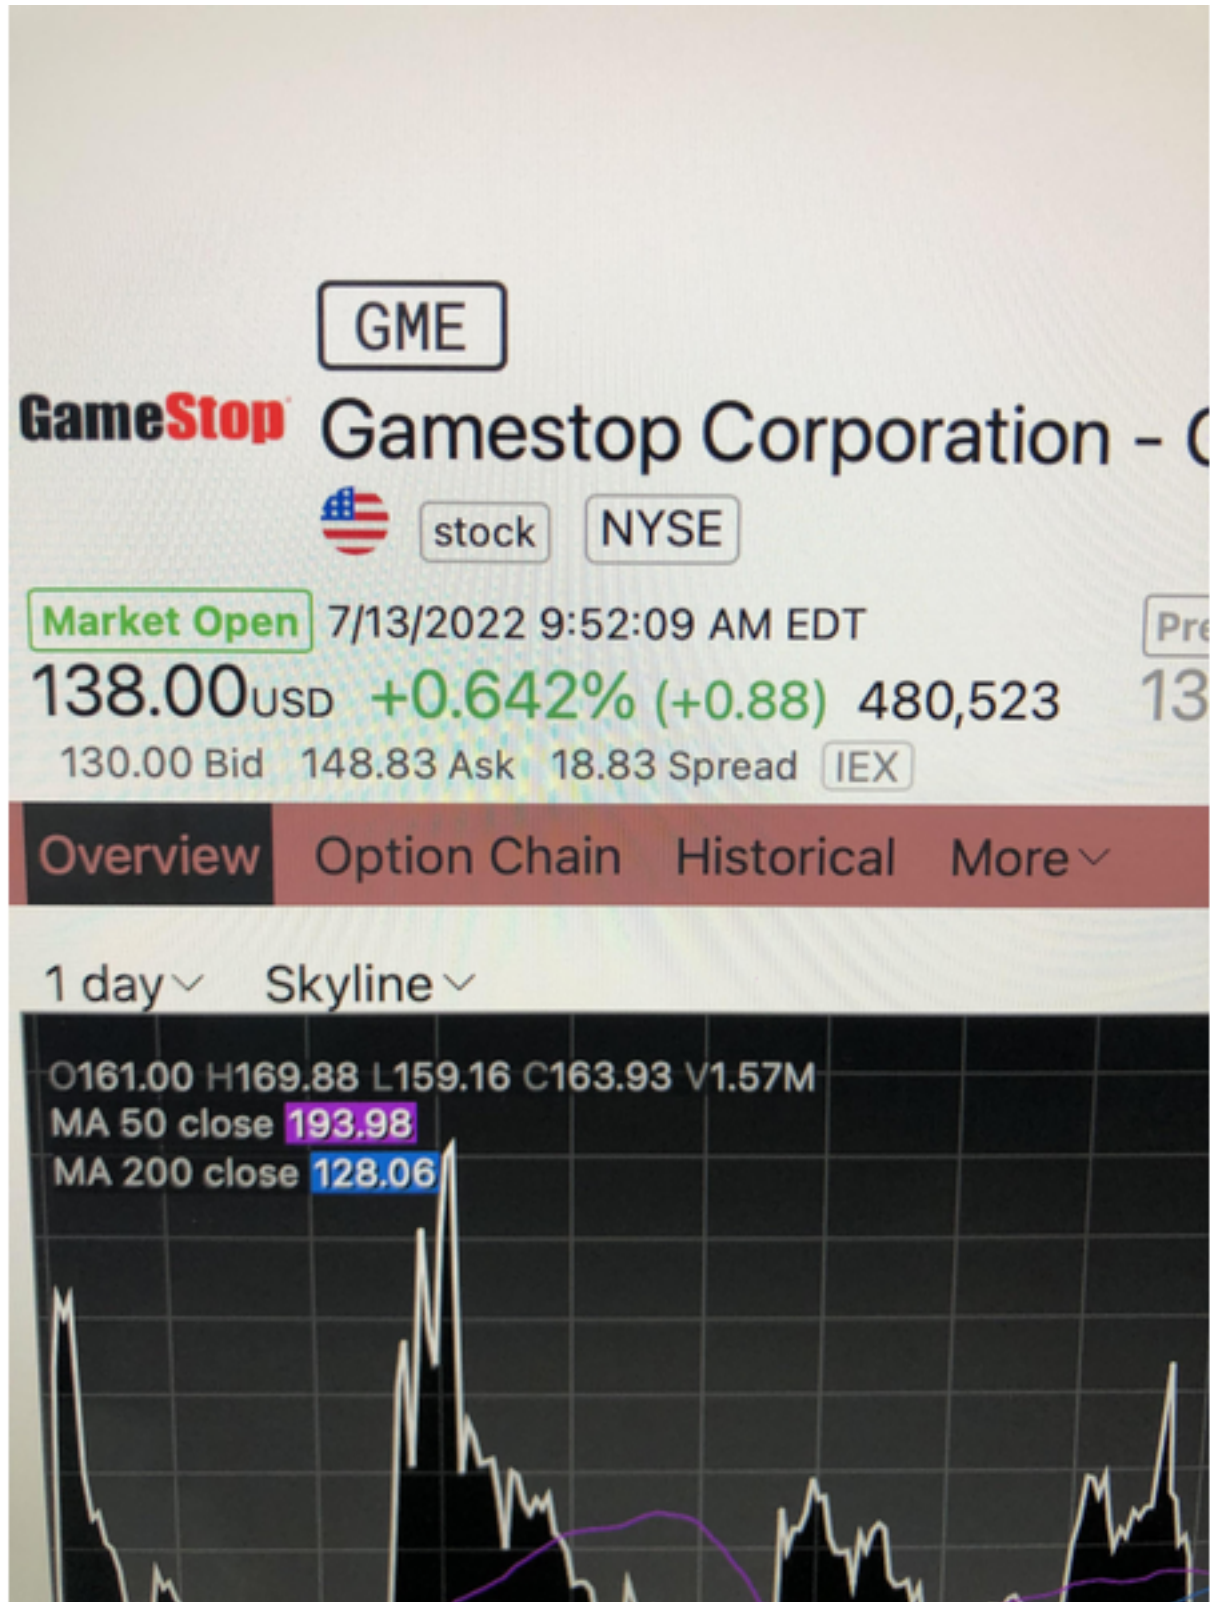 GME
GameStop
Gamestop Corporation -
stock NYSE
Market Open 7/13/2022 9:52:09 AM EDT
138.00 USD +0.642% (+0.88) 480,523
130.00 Bid 148.83 Ask 18.83 Spread IEX
Overview Option Chain Historical More
1 day Skyline
O161.00 H169.88 L159.16 C163.93 V1.57M
MA 50 close 193.98
MA 200 close 128.06